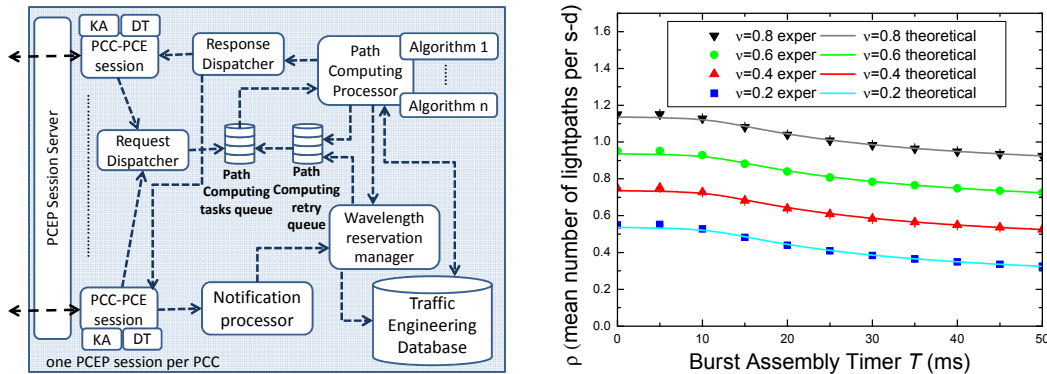 KA DT
PCC-PCE
session
Response
Dispatcher
Path
Computing
Processor
Algorithm 1
Algorithm n
PCEP Session Server
Request
Dispatcher
Path
Computing
tasks queue
Path
Computing
retry
queue
Wavelength
reservation
manager
PCC-PCE
session
KA DT
Notification
processor
Traffic
Engineering
Database
one PCEP session per PCC
ρ (mean number of lightpaths per s-d)
1.6
1.4
1.2
1.0
0.8
0.6
0.4
0.2
0.0
ν=0.8 exper ν=0.8 theoretical
ν=0.6 exper ν=0.6 theoretical
ν=0.4 exper ν=0.4 theoretical
ν=0.2 exper ν=0.2 theoretical
0 10 20 30 40 50
Burst Assembly Timer T (ms)